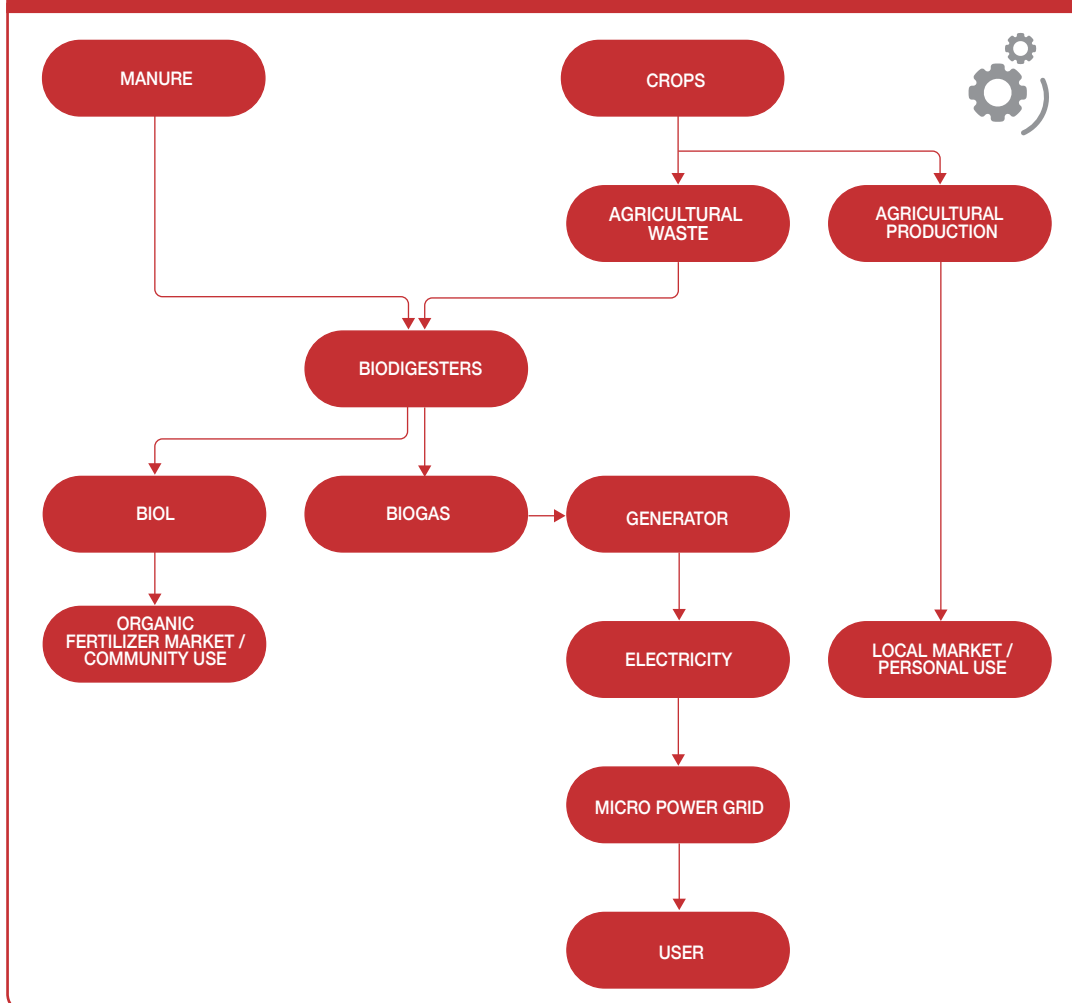 MANURE
CROPS
AGRICULTURAL
WASTE
AGRICULTURAL
PRODUCTION
BIODIGESTERS
BIOL
BIOGAS
GENERATOR
ORGANIC
FERTILIZER MARKET /
COMMUNITY USE
ELECTRICITY
LOCAL MARKET /
PERSONAL USE
MICRO POWER GRID
USER